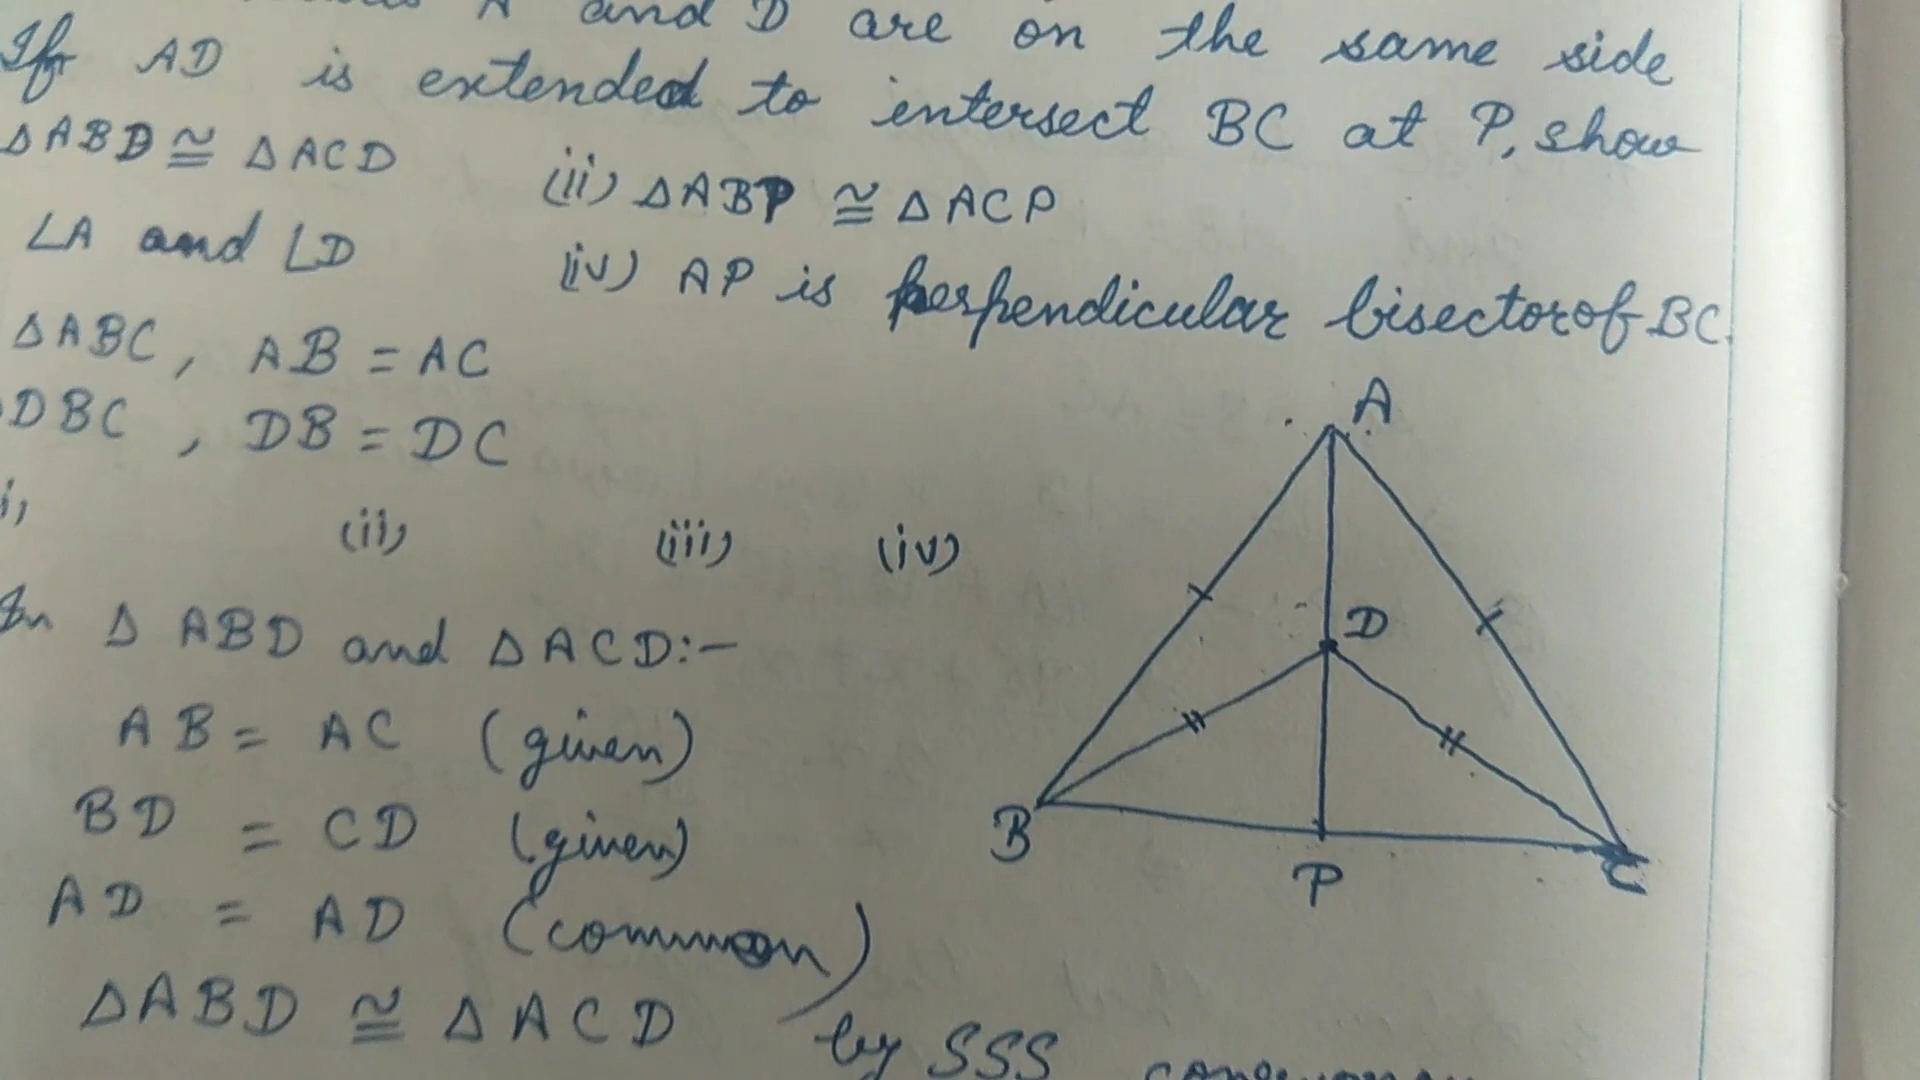 A and D are on the same side
If AD is extended to intersect BC at P, show
ΔABD ≅ ΔACD (ii) ΔABP ≅ ΔACP
∠A and ∠D (iv) AP is perpendicular bisector of BC.
ΔABC, AB = AC
DBC, DB = DC
i) (ii) (iii) (iv)
In Δ ABD and ΔACD:-
AB = AC (given)
BD = CD (given)
AD = AD (common)
ΔABD ≅ ΔACD by SSS
A
D
B
P
C